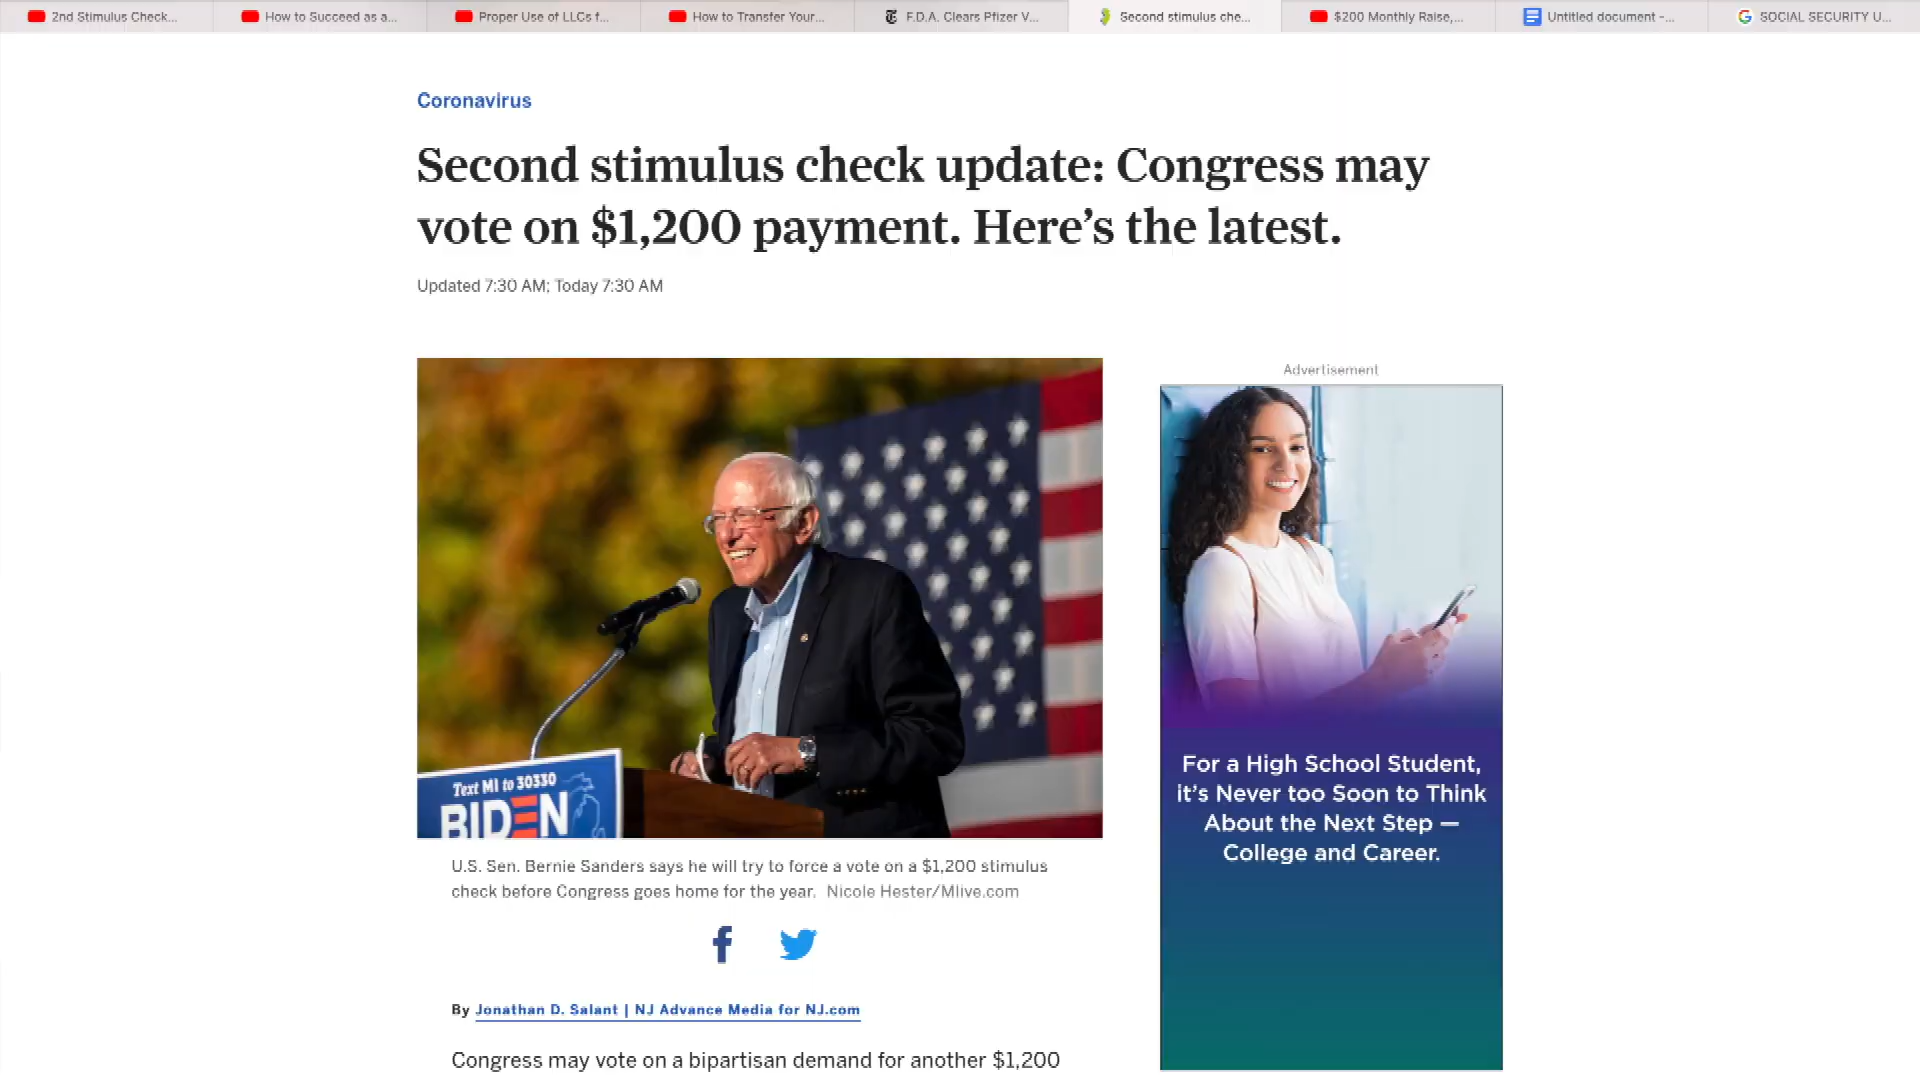 2nd Stimulus Check...
How to Succeed as a...
Proper Use of LLCs f...
How to Transfer Your...
F.D.A. Clears Pfizer V...
Second stimulus che...
$200 Monthly Raise,...
Untitled document -...
SOCIAL SECURITY U...
Coronavirus
Second stimulus check update: Congress may
vote on $1,200 payment. Here’s the latest.
Updated 7:30 AM; Today 7:30 AM
Text MI to 30330
BIDEN
U.S. Sen. Bernie Sanders says he will try to force a vote on a $1,200 stimulus
check before Congress goes home for the year. Nicole Hester/Mlive.com
By Jonathan D. Salant | NJ Advance Media for NJ.com
Congress may vote on a bipartisan demand for another $1,200
Advertisement
For a High School Student,
it’s Never too Soon to Think
About the Next Step —
College and Career.